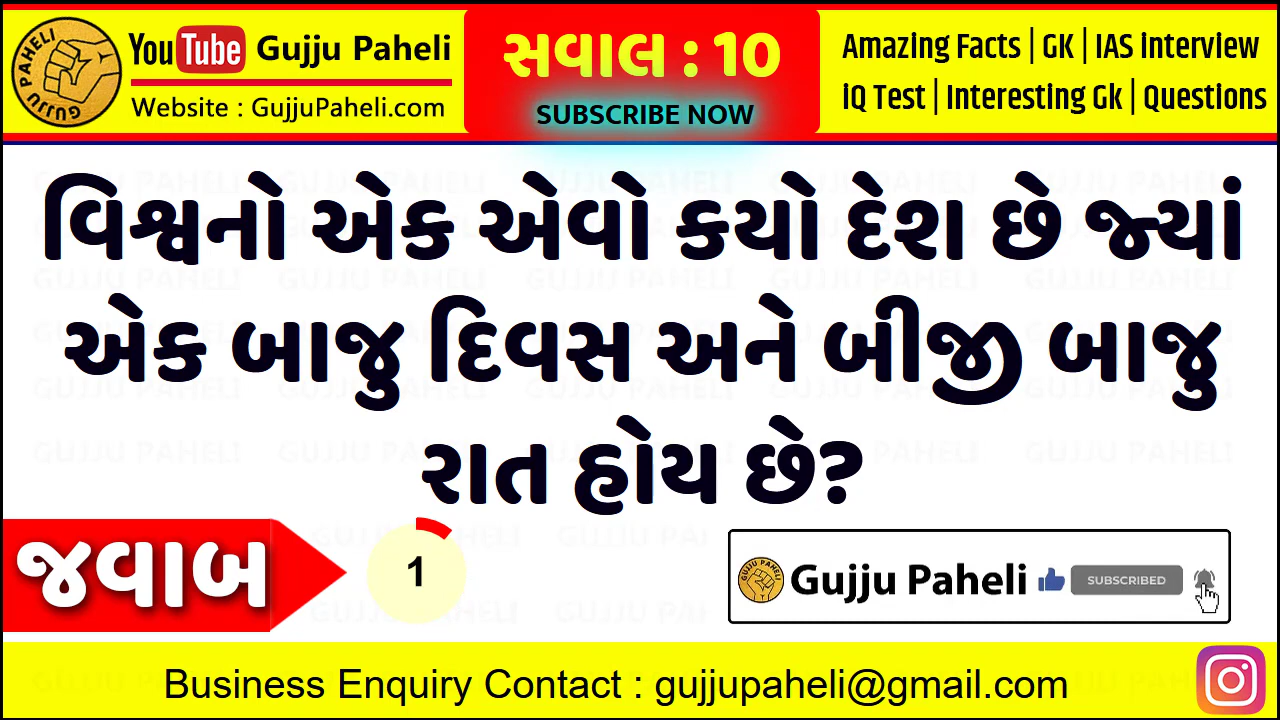 GUJJU PAHELI
YouTube Gujju Paheli
Website : GujjuPaheli.com
સવાલ : 10
SUBSCRIBE NOW
Amazing Facts | GK | IAS interview
iQ Test | Interesting Gk | Questions
વિશ્વનો એક એવો કયો દેશ છે જ્યાં
એક બાજુ દિવસ અને બીજી બાજુ
રાત હોય છે?
જવાબ
1
GUJJU PAHELI
Gujju Paheli
SUBSCRIBED
Business Enquiry Contact : gujjupaheli@gmail.com